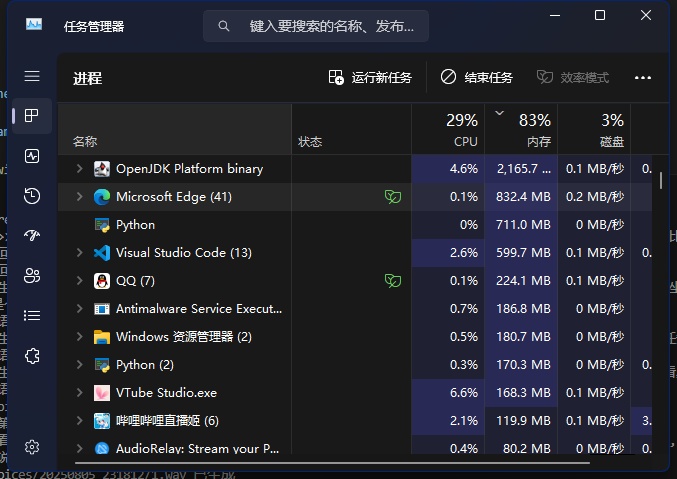 任务管理器
键入要搜索的名称、发布...
进程
运行新任务
结束任务
效率模式
29% 83% 3%
名称 状态 CPU 内存 磁盘
OpenJDK Platform binary 4.6% 2,165.7 ... 0.1 MB/秒 0.
Microsoft Edge (41) 0.1% 832.4 MB 0.2 MB/秒 0.
Python 0% 711.0 MB 0 MB/秒
Visual Studio Code (13) 2.6% 599.7 MB 0.1 MB/秒 0.
QQ (7) 0.1% 224.1 MB 0.1 MB/秒
Antimalware Service Execut... 0.7% 186.8 MB 0 MB/秒
Windows 资源管理器 (2) 0.5% 180.7 MB 0 MB/秒
Python (2) 0.3% 170.3 MB 0 MB/秒 0.
VTube Studio.exe 6.6% 168.3 MB 0.1 MB/秒
哔哩哔哩直播姬 (6) 2.1% 119.9 MB 0.1 MB/秒 3.
AudioRelay: Stream your P... 0.4% 80.2 MB 0 MB/秒 0.